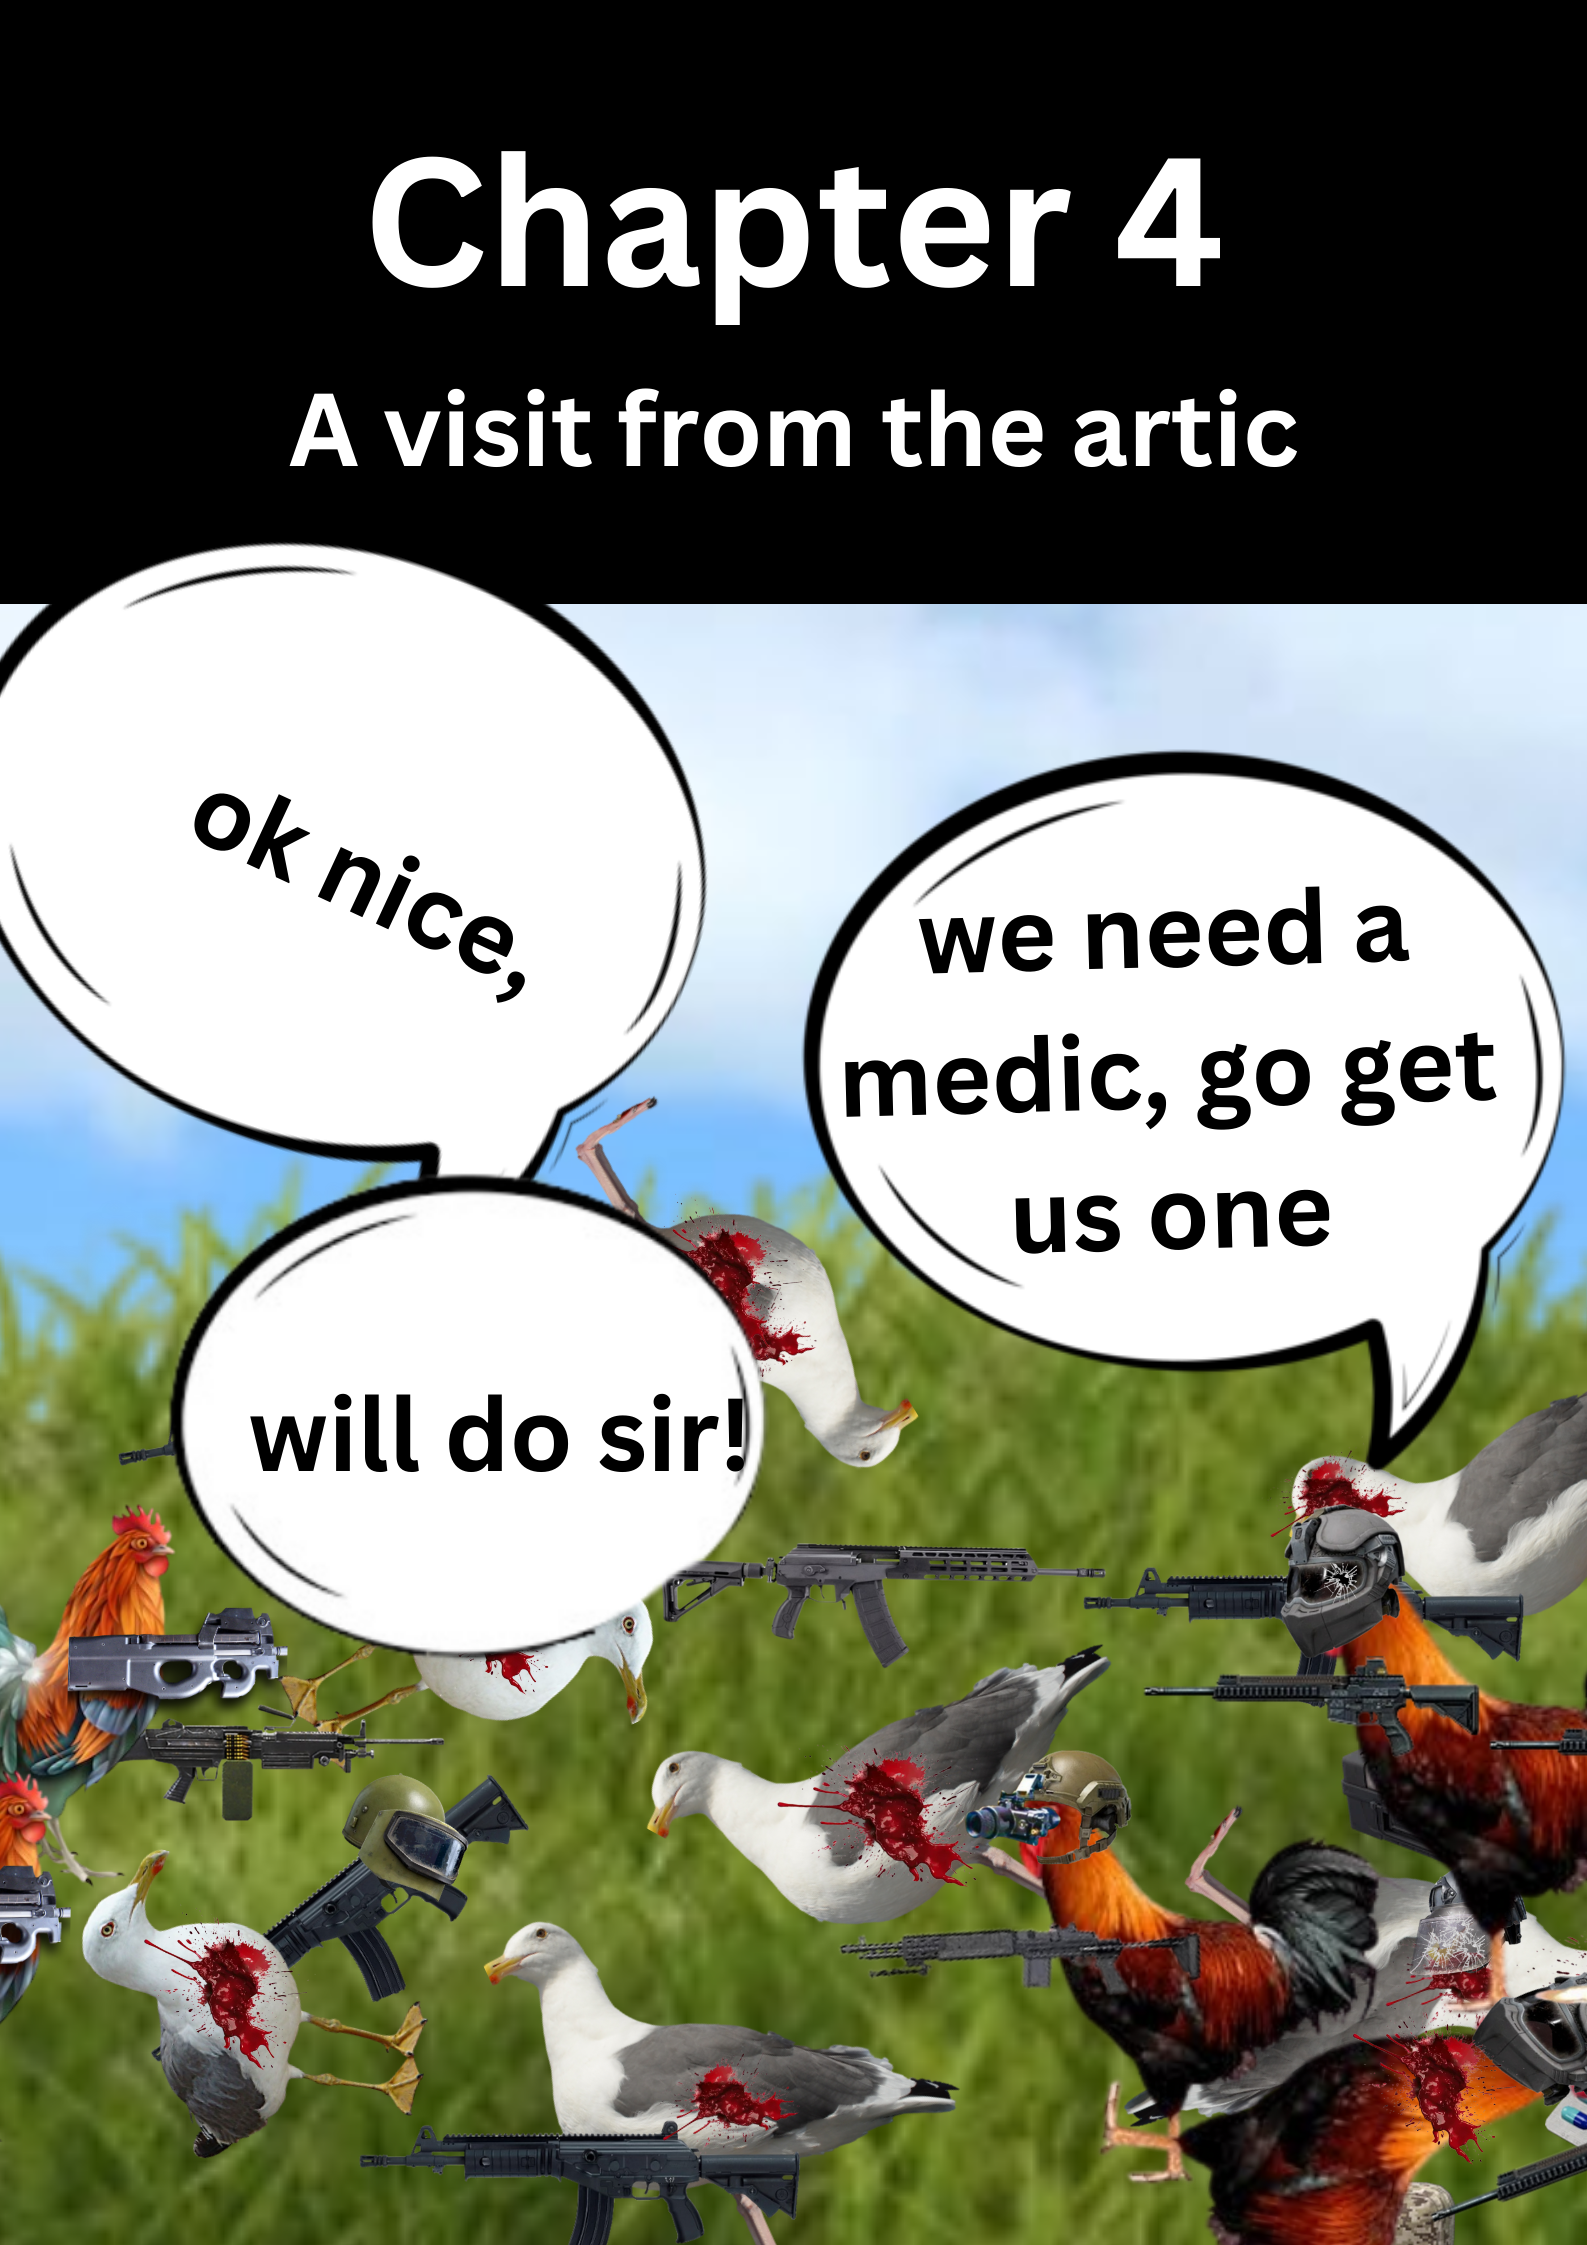 Chapter 4
A visit from the artic
ok nice,
we need a
medic, go get
us one
will do sir!